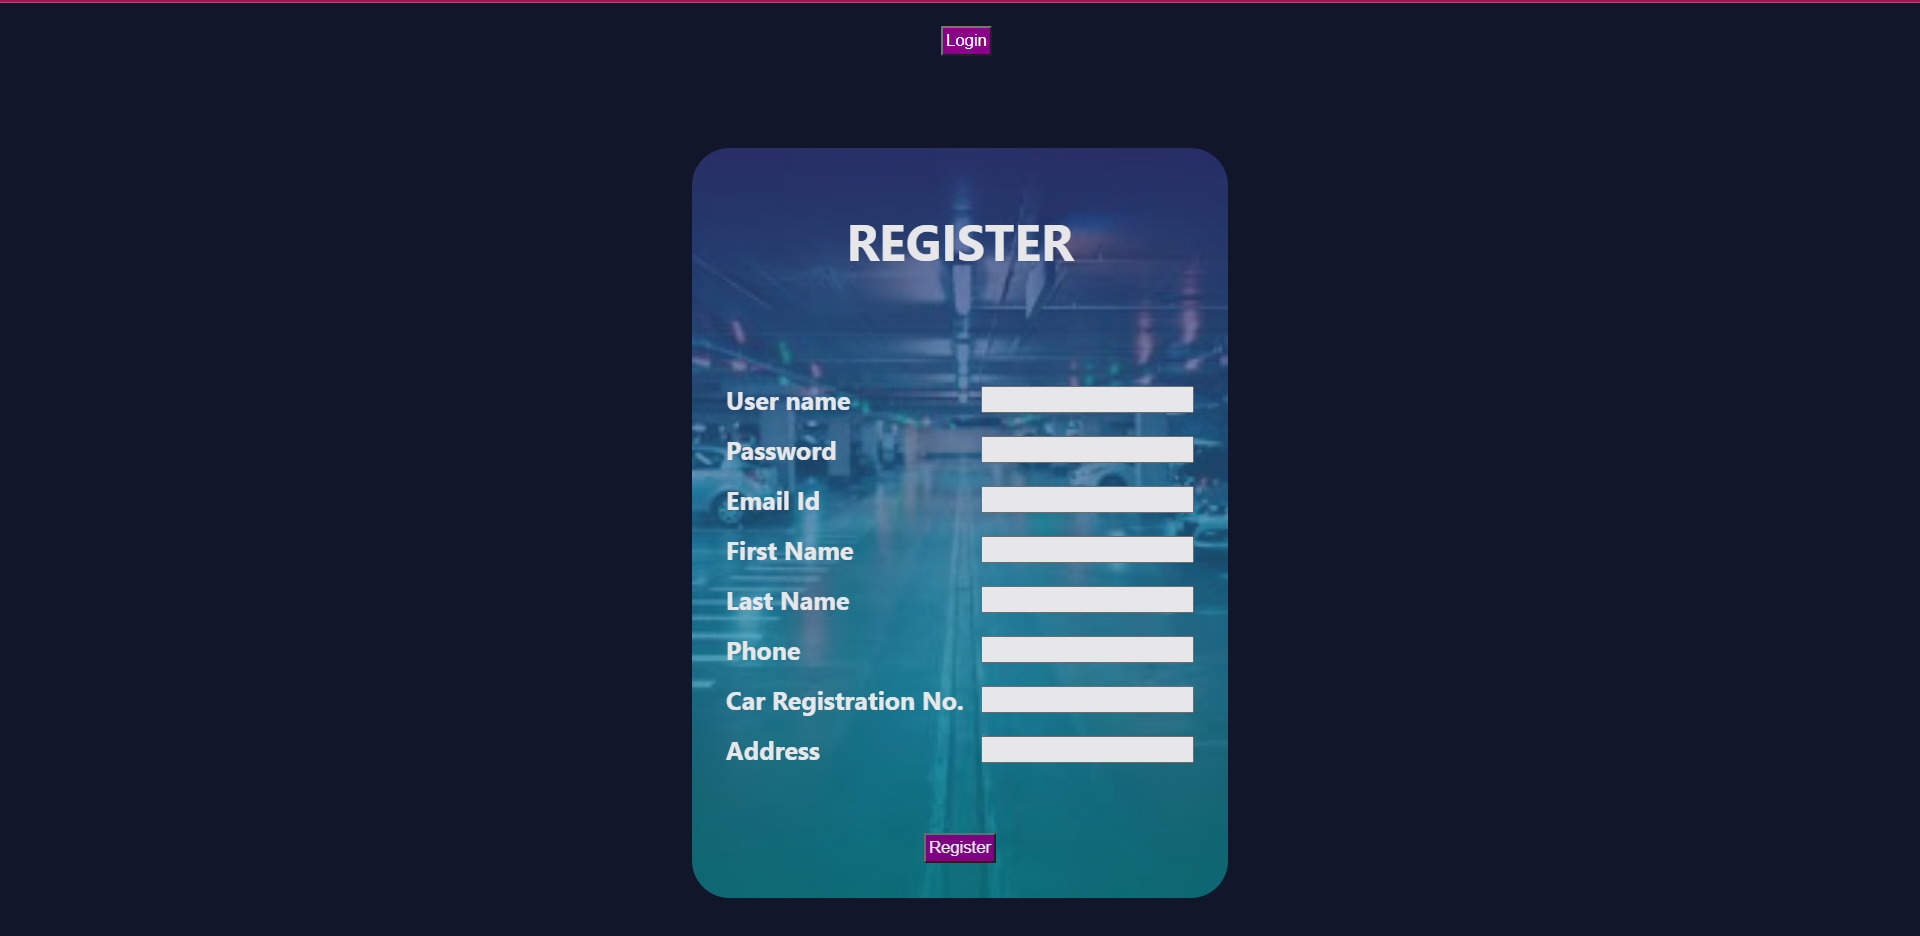 Login
REGISTER
User name
Password
Email Id
First Name
Last Name
Phone
Car Registration No.
Address
Register